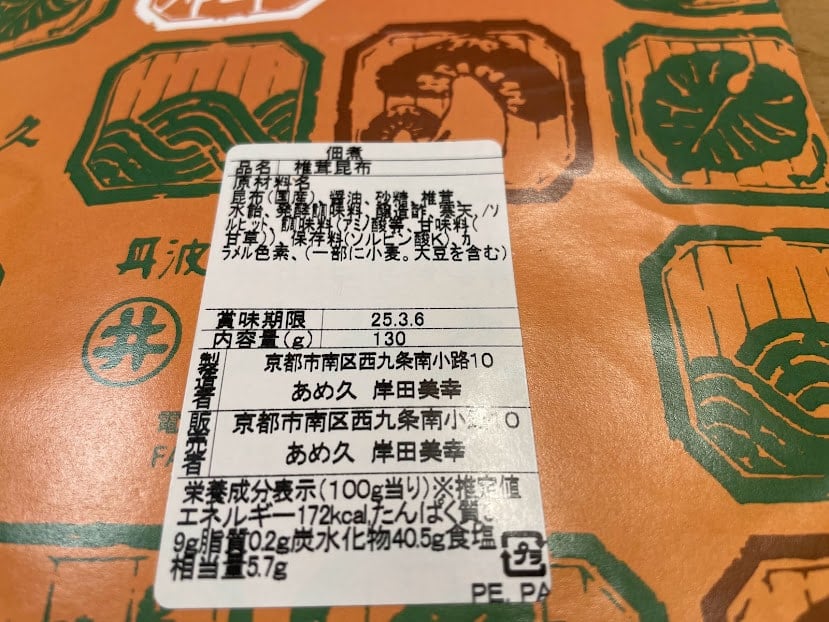 佃煮
品名 椎茸昆布
原材料名
昆布(国産)、醤油、砂糖、椎茸、
水飴、発酵調味料、醸造酢、寒天、/ソ
ルビット、調味料(アミノ酸等、甘味料(
甘草))、保存料(ソルビン酸K)、カ
ラメル色素、(一部に小麦。大豆を含む)
賞味期限 25.3.6
内容量(g) 130
製造者 京都市南区西九条南小路10
あめ久 岸田美幸
販売者 京都市南区西九条南小路10
あめ久 岸田美幸
栄養成分表示(100g当り)※推定値
エネルギー172kcal,たんぱく質
9g脂質0.2g炭水化物40.5g食塩
相当量5.7g
プラ
PE, PA
丹波
井
電
FA
久